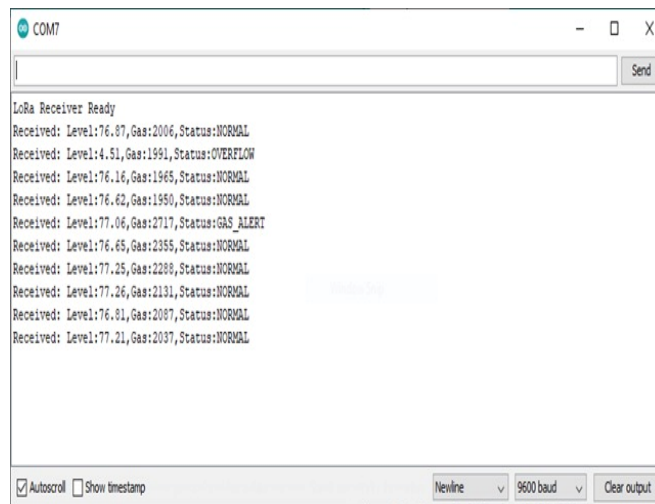 COM7
Send
LoRa Receiver Ready
Received: Level:76.87,Gas:2006,Status:NORMAL
Received: Level:4.51,Gas:1991,Status:OVERFLOW
Received: Level:76.16,Gas:1965,Status:NORMAL
Received: Level:76.62,Gas:1950,Status:NORMAL
Received: Level:77.06,Gas:2717,Status:GAS_ALERT
Received: Level:76.65,Gas:2355,Status:NORMAL
Received: Level:77.25,Gas:2288,Status:NORMAL
Received: Level:77.26,Gas:2131,Status:NORMAL
Received: Level:76.81,Gas:2087,Status:NORMAL
Received: Level:77.21,Gas:2037,Status:NORMAL
Autoscroll Show timestamp Newline 9600 baud Clear output